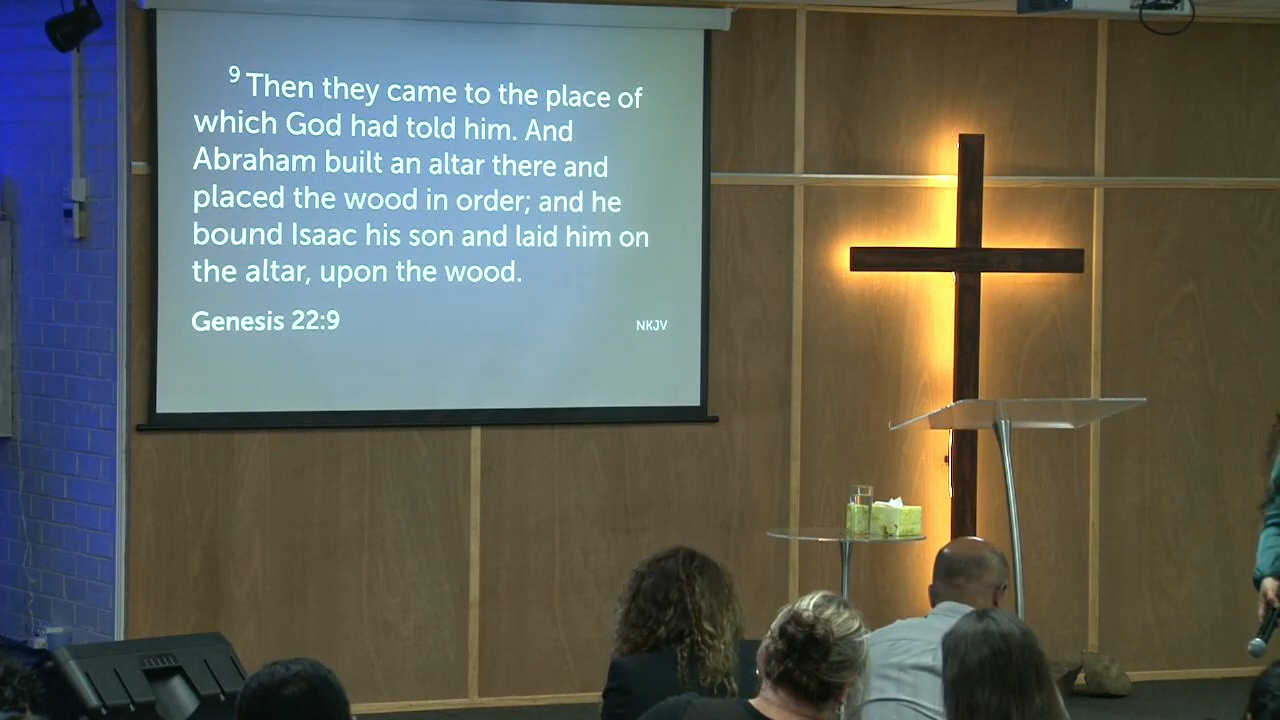 9 Then they came to the place of
which God had told him. And
Abraham built an altar there and
placed the wood in order; and he
bound Isaac his son and laid him on
the altar, upon the wood.
Genesis 22:9
NKJV